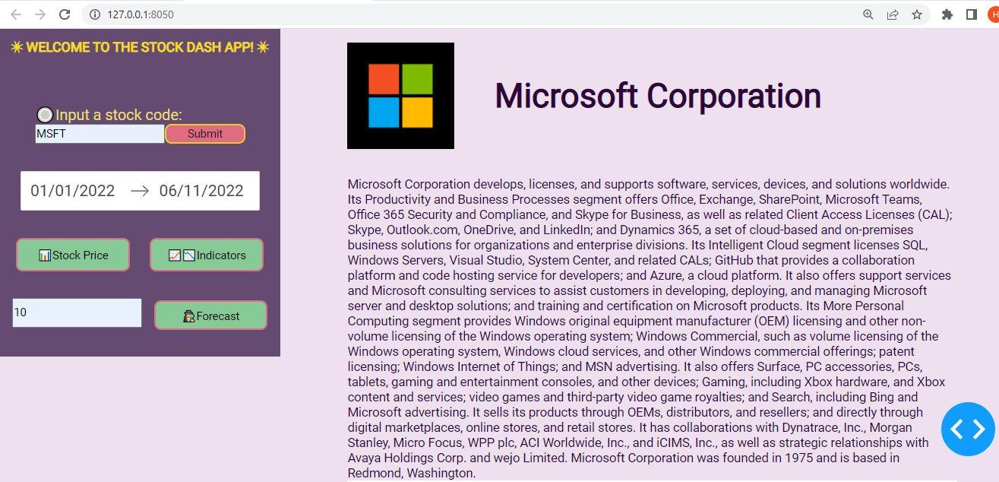 127.0.0.1:8050
H
✴ WELCOME TO THE STOCK DASH APP! ✴
Input a stock code:
MSFT
Submit
01/01/2022 → 06/11/2022
📊Stock Price
📈📉Indicators
10
🕵Forecast
Microsoft Corporation
Microsoft Corporation develops, licenses, and supports software, services, devices, and solutions worldwide.
Its Productivity and Business Processes segment offers Office, Exchange, SharePoint, Microsoft Teams,
Office 365 Security and Compliance, and Skype for Business, as well as related Client Access Licenses (CAL);
Skype, Outlook.com, OneDrive, and LinkedIn; and Dynamics 365, a set of cloud-based and on-premises
business solutions for organizations and enterprise divisions. Its Intelligent Cloud segment licenses SQL,
Windows Servers, Visual Studio, System Center, and related CALs; GitHub that provides a collaboration
platform and code hosting service for developers; and Azure, a cloud platform. It also offers support services
and Microsoft consulting services to assist customers in developing, deploying, and managing Microsoft
server and desktop solutions; and training and certification on Microsoft products. Its More Personal
Computing segment provides Windows original equipment manufacturer (OEM) licensing and other non-
volume licensing of the Windows operating system; Windows Commercial, such as volume licensing of the
Windows operating system, Windows cloud services, and other Windows commercial offerings; patent
licensing; Windows Internet of Things; and MSN advertising. It also offers Surface, PC accessories, PCs,
tablets, gaming and entertainment consoles, and other devices; Gaming, including Xbox hardware, and Xbox
content and services; video games and third-party video game royalties; and Search, including Bing and
Microsoft advertising. It sells its products through OEMs, distributors, and resellers; and directly through
digital marketplaces, online stores, and retail stores. It has collaborations with Dynatrace, Inc., Morgan
Stanley, Micro Focus, WPP plc, ACI Worldwide, Inc., and iCIMS, Inc., as well as strategic relationships with
Avaya Holdings Corp. and wejo Limited. Microsoft Corporation was founded in 1975 and is based in
Redmond, Washington.